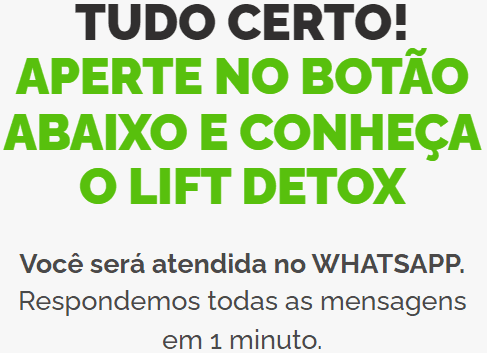 TUDO CERTO!
APERTE NO BOTÃO
ABAIXO E CONHEÇA
O LIFT DETOX
Você será atendida no WHATSAPP.
Respondemos todas as mensagens
em 1 minuto.